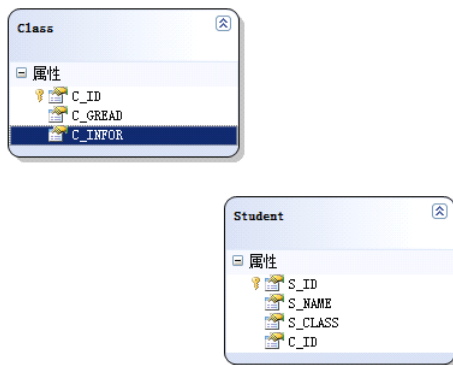 Class
属性
C_ID
C_GREAD
C_INFOR
Student
属性
S_ID
S_NAME
S_CLASS
C_ID